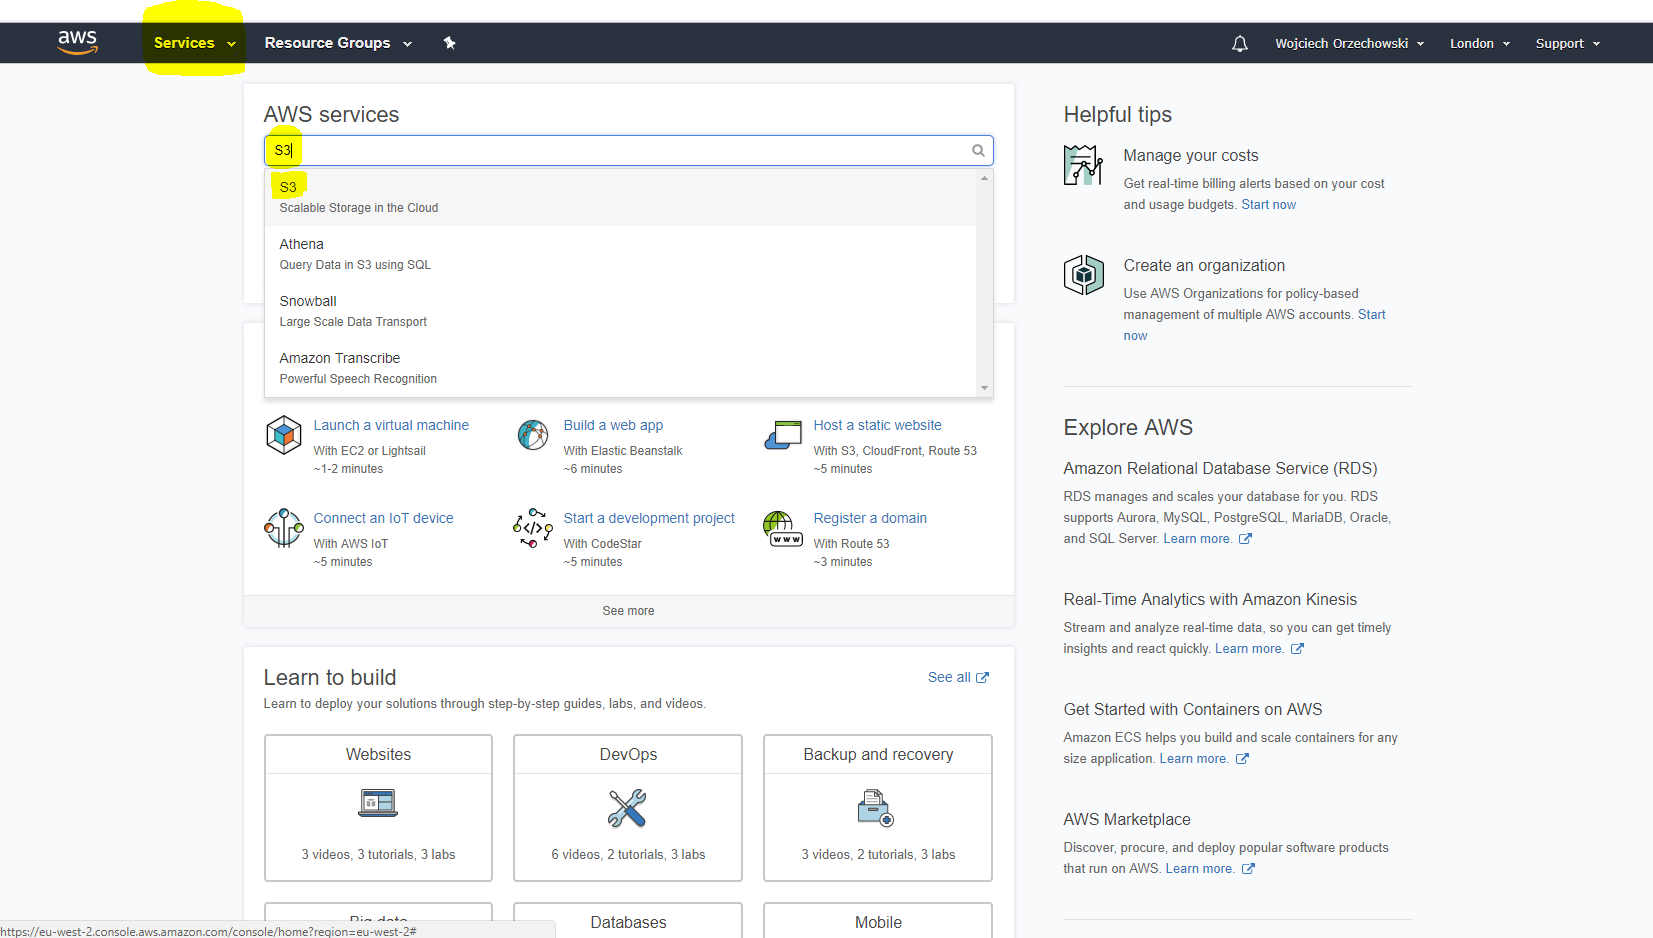 aws
Services
Resource Groups
Wojciech Orzechowski
London
Support
AWS services
S3
S3
Scalable Storage in the Cloud
Athena
Query Data in S3 using SQL
Snowball
Large Scale Data Transport
Amazon Transcribe
Powerful Speech Recognition
Launch a virtual machine
With EC2 or Lightsail
~1-2 minutes
Build a web app
With Elastic Beanstalk
~6 minutes
Host a static website
With S3, CloudFront, Route 53
~5 minutes
Connect an IoT device
With AWS IoT
~5 minutes
Start a development project
With CodeStar
~5 minutes
www
Register a domain
With Route 53
~3 minutes
See more
Learn to build
See all
Learn to deploy your solutions through step-by-step guides, labs, and videos.
Websites
3 videos, 3 tutorials, 3 labs
DevOps
6 videos, 2 tutorials, 3 labs
Backup and recovery
3 videos, 2 tutorials, 3 labs
Big data
Databases
Mobile
Helpful tips
Manage your costs
Get real-time billing alerts based on your cost
and usage budgets. Start now
Create an organization
Use AWS Organizations for policy-based
management of multiple AWS accounts. Start
now
Explore AWS
Amazon Relational Database Service (RDS)
RDS manages and scales your database for you. RDS
supports Aurora, MySQL, PostgreSQL, MariaDB, Oracle,
and SQL Server. Learn more.
Real-Time Analytics with Amazon Kinesis
Stream and analyze real-time data, so you can get timely
insights and react quickly. Learn more.
Get Started with Containers on AWS
Amazon ECS helps you build and scale containers for any
size application. Learn more.
AWS Marketplace
Discover, procure, and deploy popular software products
that run on AWS. Learn more.
https://eu-west-2.console.aws.amazon.com/console/home?region=eu-west-2#